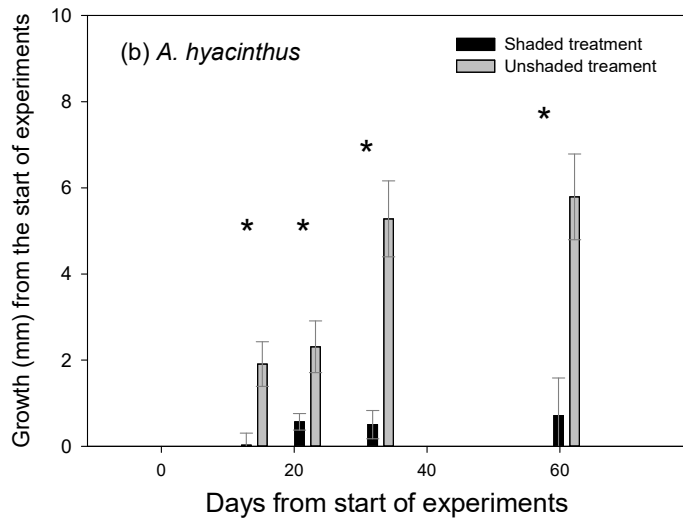 10
8
6
4
2
0
Growth (mm) from the start of experiments
(b) A. hyacinthus
Shaded treatment
Unshaded treament
*
*
*
*
0
20
40
60
Days from start of experiments